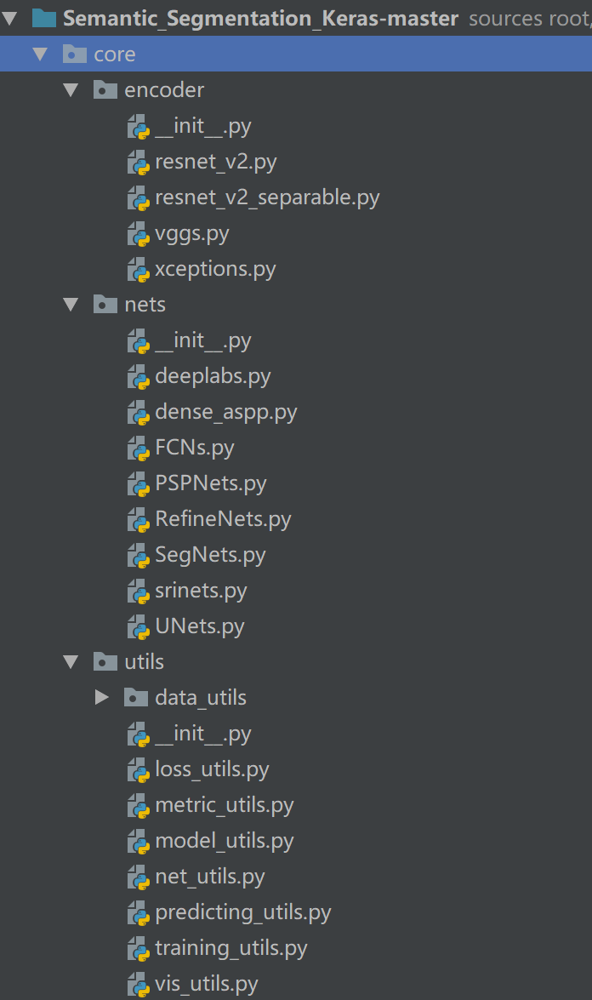 Semantic_Segmentation_Keras-master sources root,
core
encoder
__init__.py
resnet_v2.py
resnet_v2_separable.py
vggs.py
xceptions.py
nets
__init__.py
deeplabs.py
dense_aspp.py
FCNs.py
PSPNets.py
RefineNets.py
SegNets.py
srinets.py
UNets.py
utils
data_utils
__init__.py
loss_utils.py
metric_utils.py
model_utils.py
net_utils.py
predicting_utils.py
training_utils.py
vis_utils.py